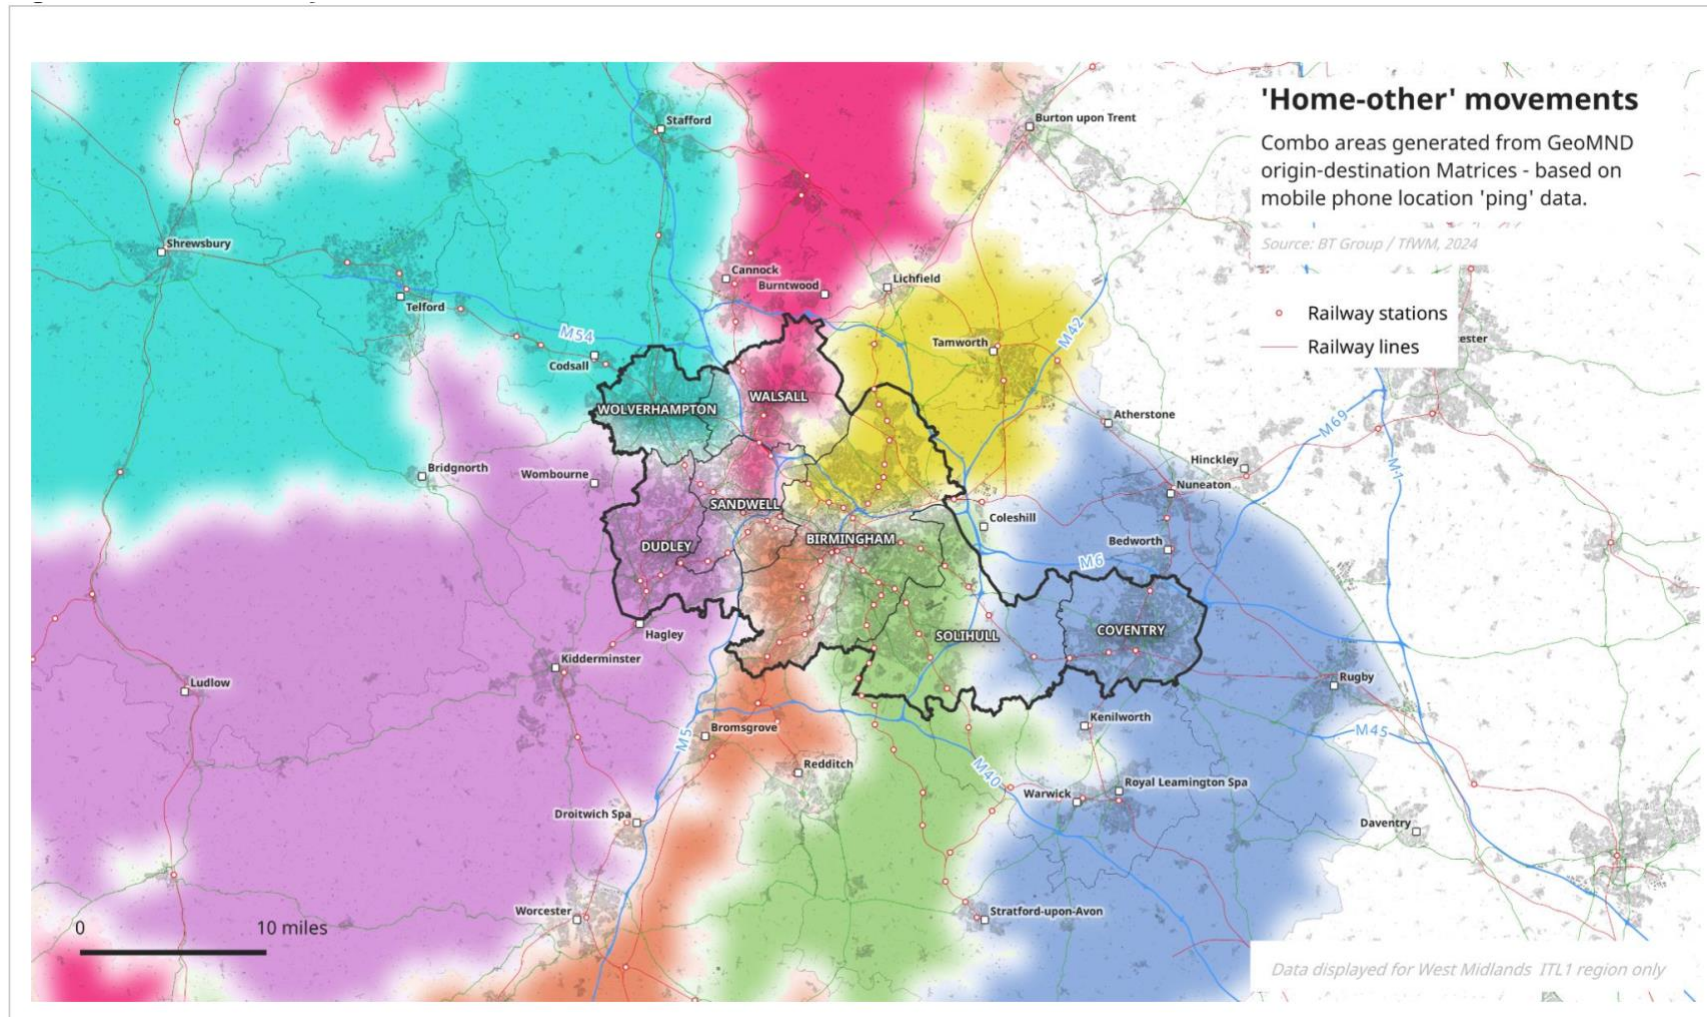 'Home-other' movements
Combo areas generated from GeoMND
origin-destination Matrices - based on
mobile phone location 'ping' data.
Source: BT Group / TfWM, 2024
Railway stations
Railway lines
Stafford
Burton upon Trent
Shrewsbury
Telford
Cannock
Burntwood
Lichfield
M54
M42
Tamworth
Codsall
WOLVERHAMPTON
WALSALL
Atherstone
M69
M1
Hinckley
Nuneaton
Bridgnorth
Wombourne
SANDWELL
Coleshill
DUDLEY
BIRMINGHAM
Bedworth
M6
Hagley
SOLIHULL
COVENTRY
Kidderminster
Ludlow
Rugby
Bromsgrove
M5
Kenilworth
M45
Redditch
M40
Warwick
Royal Leamington Spa
Droitwich Spa
Daventry
Worcester
Stratford-upon-Avon
0 10 miles
Data displayed for West Midlands ITL1 region only